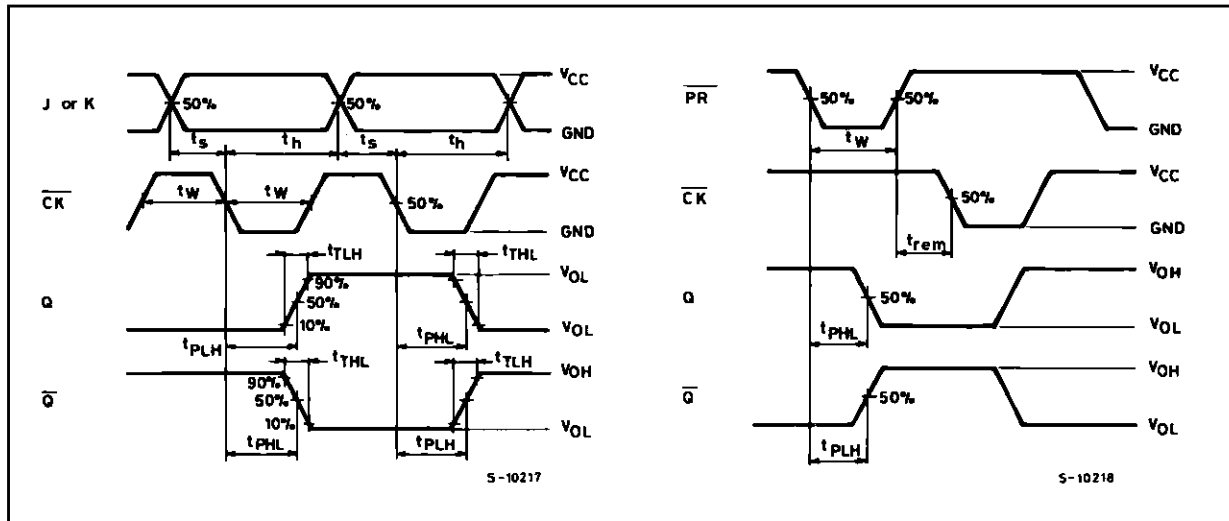 J or K
50%
50%
VCC
GND
ts
th
ts
th
CK
tW
tW
50%
VCC
GND
tTLH
tTHL
Q
90%
50%
10%
VOL
VOL
tPLH
tPHL
tTHL
tTLH
Q
90%
50%
10%
VOH
VOL
tPHL
tPLH
S-10217
PR
50%
50%
VCC
GND
tW
CK
50%
VCC
GND
trem
Q
50%
VOH
VOL
tPHL
Q
50%
VOH
VOL
tPLH
S-10218